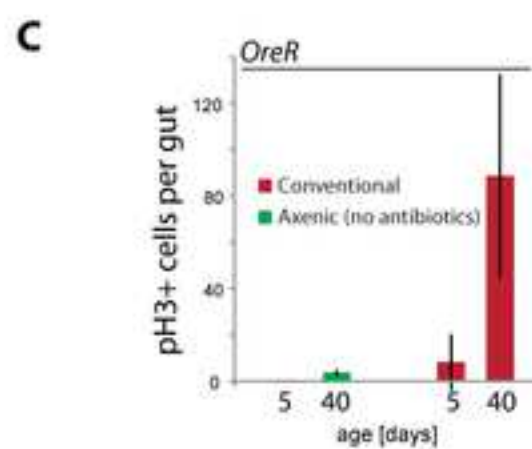 C
OreR
pH3+ cells per gut
120
80
40
0
Conventional
Axenic (no antibiotics)
5 40 5 40
age [days]